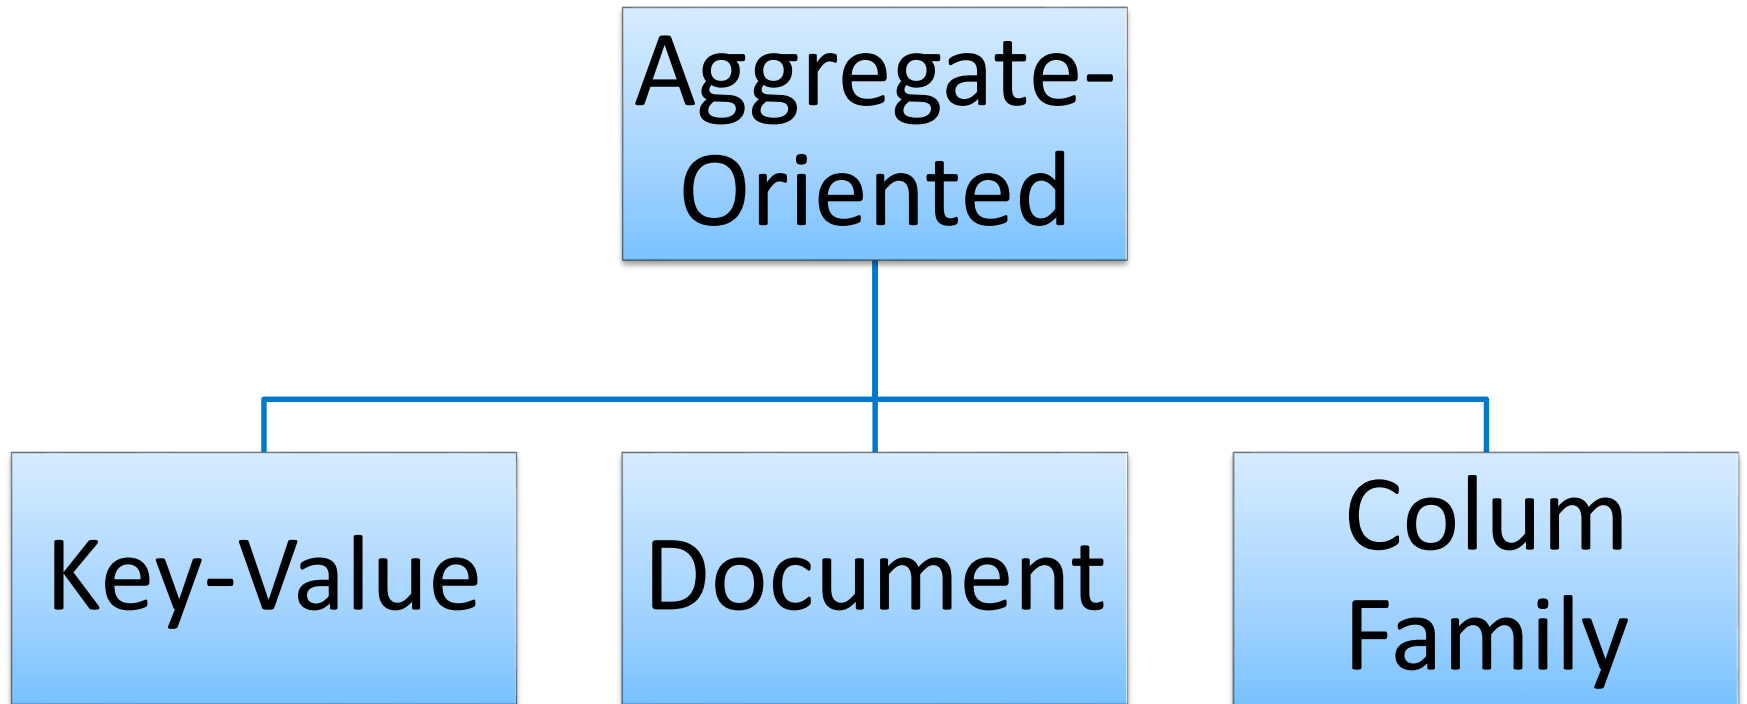 Aggregate-
Oriented
Key-Value
Document
Colum
Family